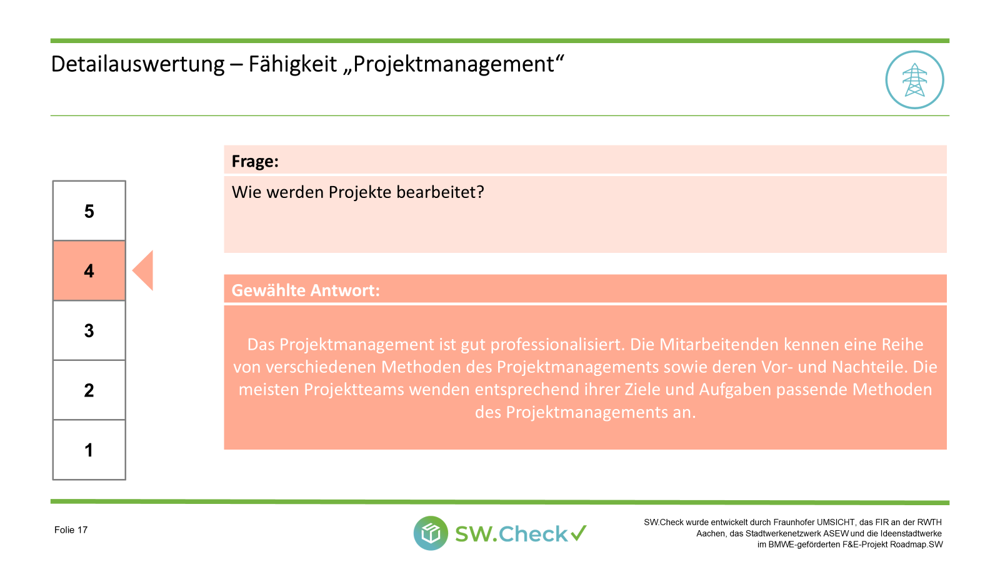 Detailauswertung – Fähigkeit „Projektmanagement“
5
4
3
2
1
Frage:
Wie werden Projekte bearbeitet?
Gewählte Antwort:
Das Projektmanagement ist gut professionalisiert. Die Mitarbeitenden kennen eine Reihe
von verschiedenen Methoden des Projektmanagements sowie deren Vor- und Nachteile. Die
meisten Projektteams wenden entsprechend ihrer Ziele und Aufgaben passende Methoden
des Projektmanagements an.
Folie 17
SW.Check
SW.Check wurde entwickelt durch Fraunhofer UMSICHT, das FIR an der RWTH
Aachen, das Stadtwerkenetzwerk ASEW und die Ideenstadtwerke
im BMWE-geförderten F&E-Projekt Roadmap.SW